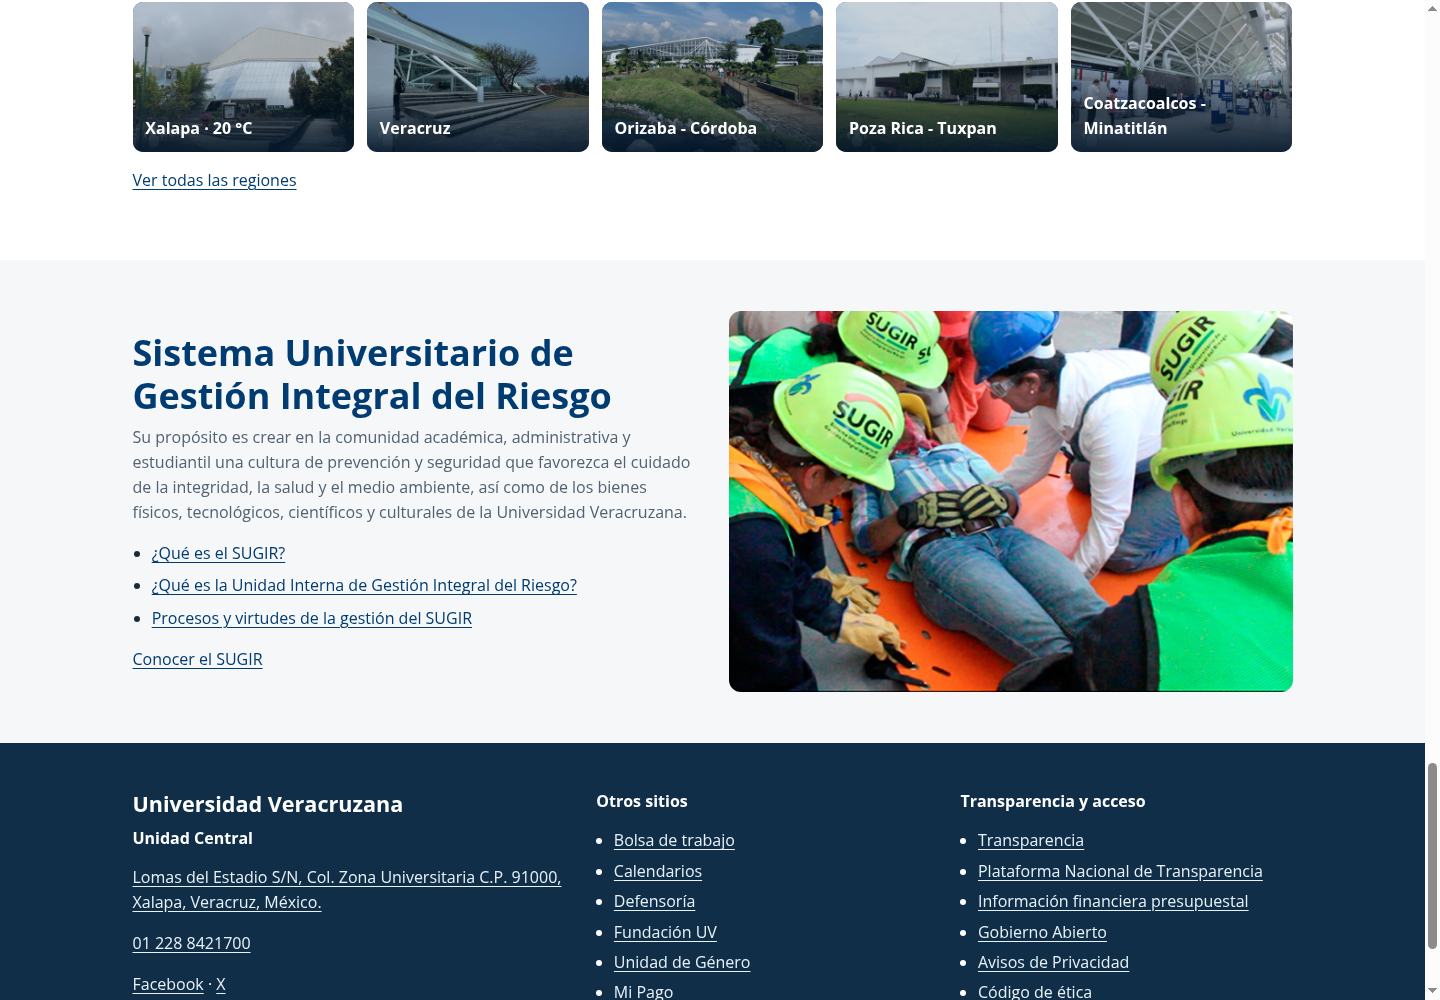 Xalapa · 20 °C
Veracruz
Orizaba - Córdoba
Poza Rica - Tuxpan
Coatzacoalcos -
Minatitlán
Ver todas las regiones
Sistema Universitario de
Gestión Integral del Riesgo
Su propósito es crear en la comunidad académica, administrativa y
estudiantil una cultura de prevención y seguridad que favorezca el cuidado
de la integridad, la salud y el medio ambiente, así como de los bienes
físicos, tecnológicos, científicos y culturales de la Universidad Veracruzana.
¿Qué es el SUGIR?
¿Qué es la Unidad Interna de Gestión Integral del Riesgo?
Procesos y virtudes de la gestión del SUGIR
Conocer el SUGIR
SUGIR
SU
SUGIR
SUGIR
GIR
Universidad Vera
Universidad Veracruzana
Unidad Central
Lomas del Estadio S/N, Col. Zona Universitaria C.P. 91000,
Xalapa, Veracruz, México.
01 228 8421700
Facebook · X
Otros sitios
Bolsa de trabajo
Calendarios
Defensoría
Fundación UV
Unidad de Género
Mi Pago
Transparencia y acceso
Transparencia
Plataforma Nacional de Transparencia
Información financiera presupuestal
Gobierno Abierto
Avisos de Privacidad
Código de ética